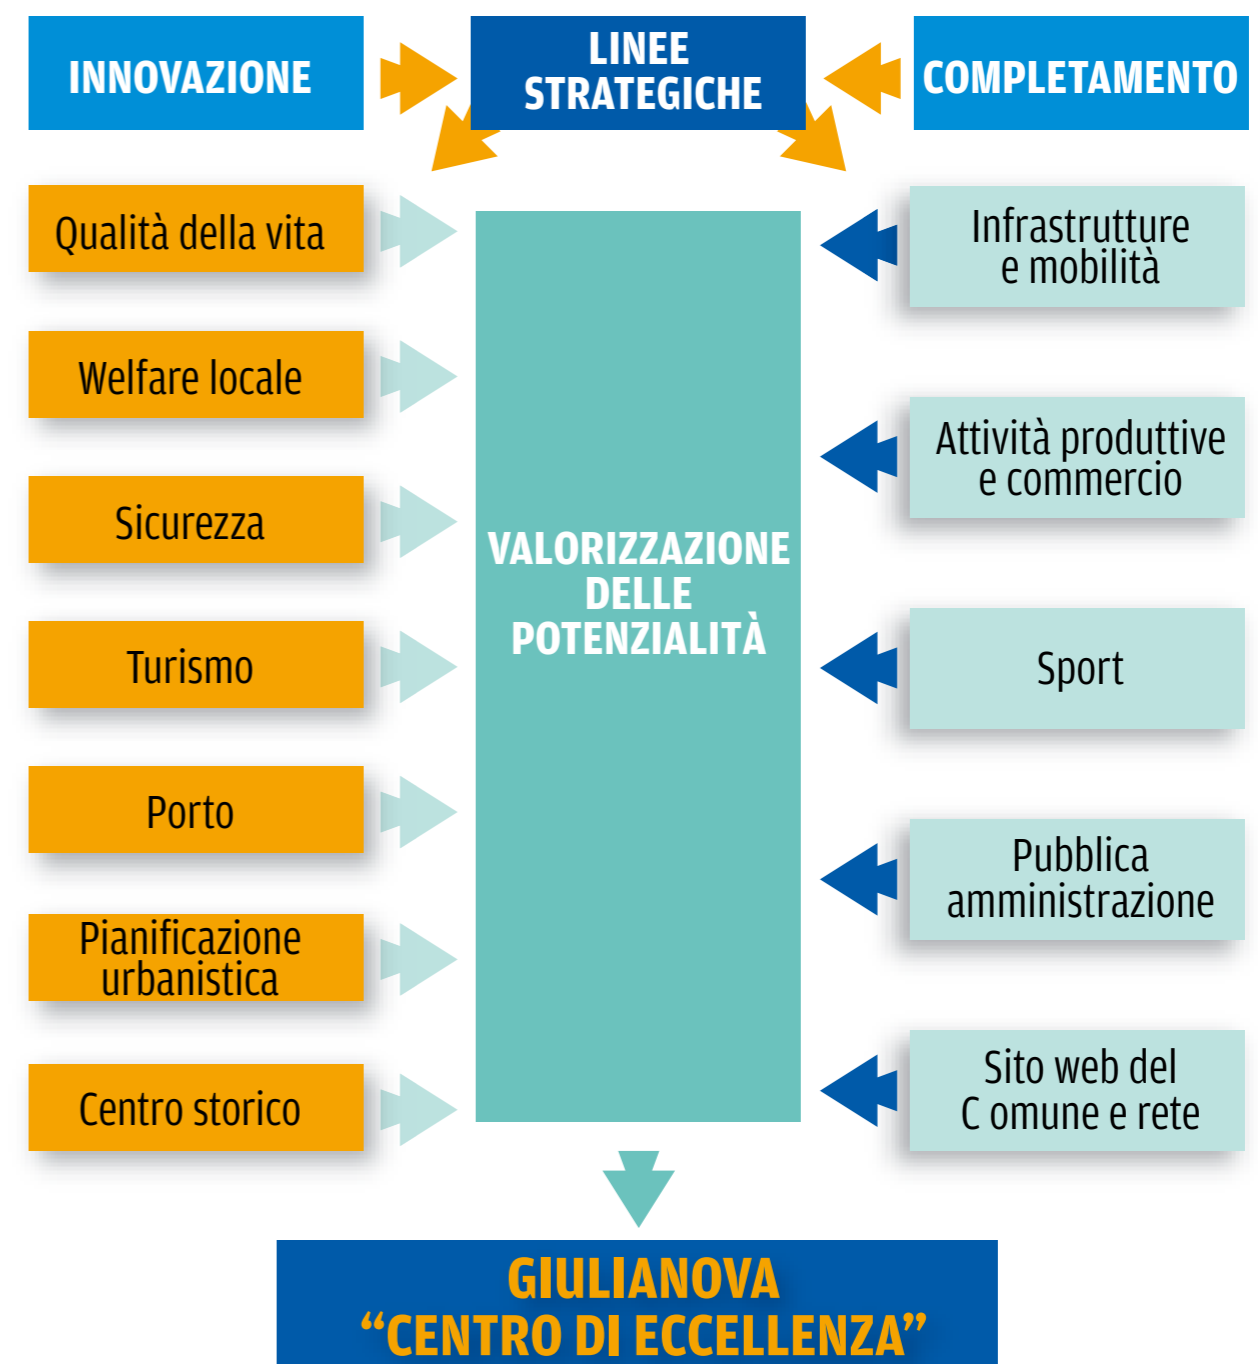 INNOVAZIONE
LINEE
STRATEGICHE
COMPLETAMENTO
Qualità della vita
Welfare locale
Sicurezza
Turismo
Porto
Pianificazione
urbanistica
Centro storico
VALORIZZAZIONE
DELLE
POTENZIALITÀ
Infrastrutture
e mobilità
Attività produttive
e commercio
Sport
Pubblica
amministrazione
Sito web del
C omune e rete
GIULIANOVA
“CENTRO DI ECCELLENZA”